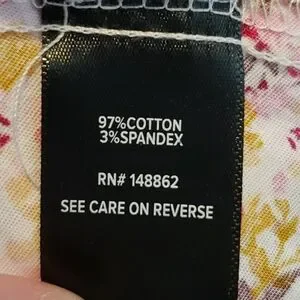 97%COTTON
3%SPANDEX
RN# 148862
SEE CARE ON REVERSE